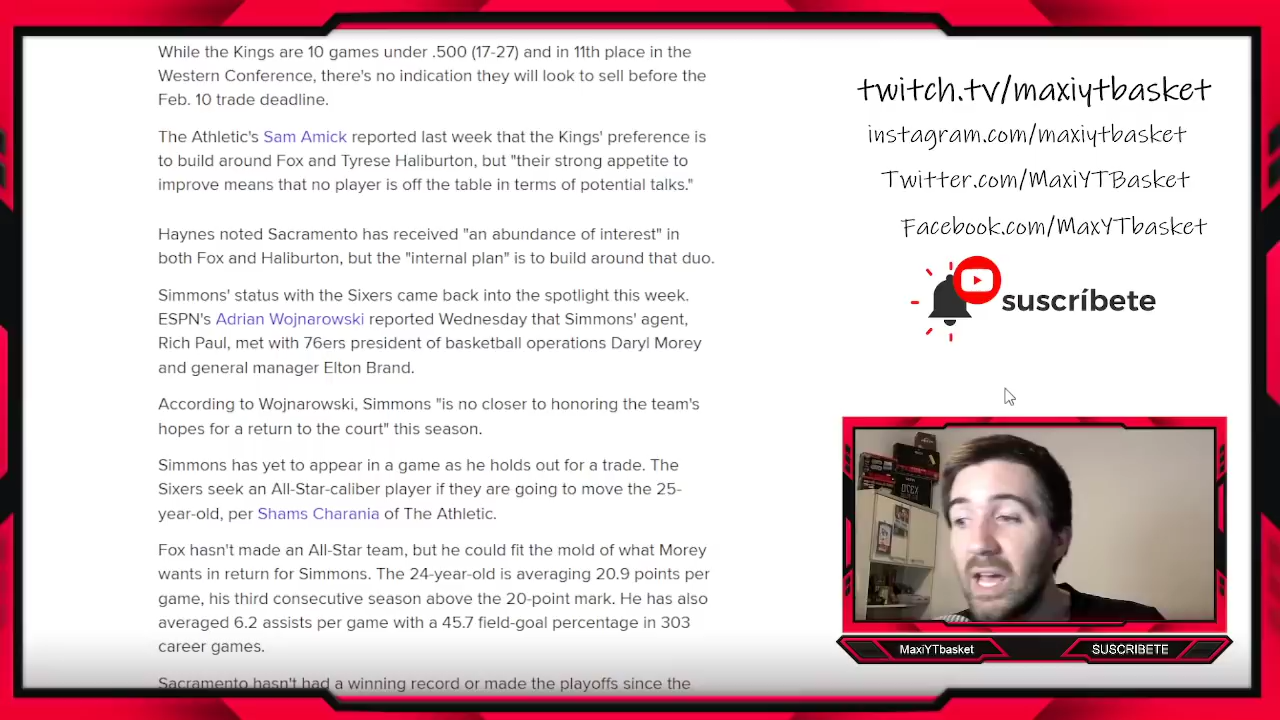 While the Kings are 10 games under .500 (17-27) and in 11th place in the
Western Conference, there's no indication they will look to sell before the
Feb. 10 trade deadline.
The Athletic's Sam Amick reported last week that the Kings' preference is
to build around Fox and Tyrese Haliburton, but "their strong appetite to
improve means that no player is off the table in terms of potential talks."
Haynes noted Sacramento has received "an abundance of interest" in
both Fox and Haliburton, but the "internal plan" is to build around that duo.
Simmons' status with the Sixers came back into the spotlight this week.
ESPN's Adrian Wojnarowski reported Wednesday that Simmons' agent,
Rich Paul, met with 76ers president of basketball operations Daryl Morey
and general manager Elton Brand.
According to Wojnarowski, Simmons "is no closer to honoring the team's
hopes for a return to the court" this season.
Simmons has yet to appear in a game as he holds out for a trade. The
Sixers seek an All-Star-caliber player if they are going to move the 25-
year-old, per Shams Charania of The Athletic.
Fox hasn't made an All-Star team, but he could fit the mold of what Morey
wants in return for Simmons. The 24-year-old is averaging 20.9 points per
game, his third consecutive season above the 20-point mark. He has also
averaged 6.2 assists per game with a 45.7 field-goal percentage in 303
career games.
Sacramento hasn't had a winning record or made the playoffs since the
twitch.tv/maxiytbasket
instagram.com/maxiytbasket
Twitter.com/MaxiYTBasket
Facebook.com/MaxYTbasket
suscríbete
MaxiYTbasket
SUSCRIBETE